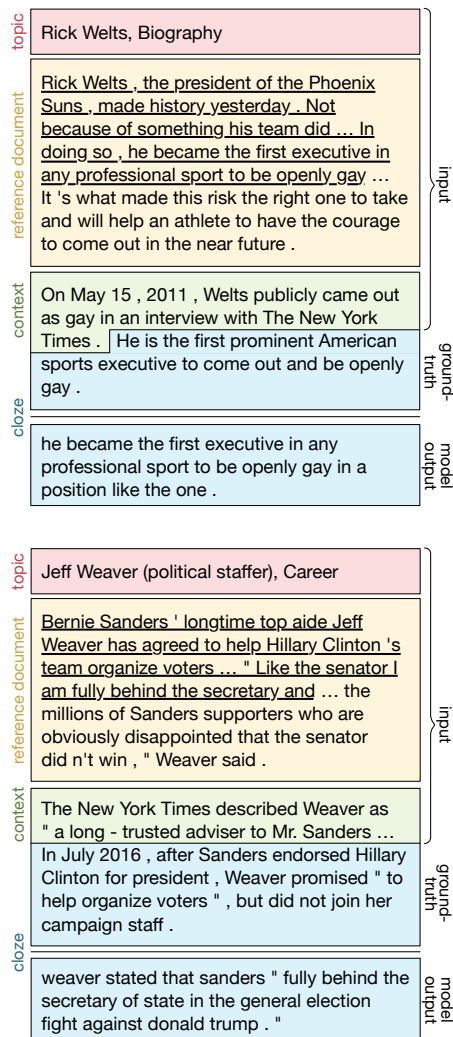 topic
Rick Welts, Biography
reference document
Rick Welts , the president of the Phoenix
Suns , made history yesterday . Not
because of something his team did ... In
doing so , he became the first executive in
any professional sport to be openly gay ...
It 's what made this risk the right one to take
and will help an athlete to have the courage
to come out in the near future .
input
context
On May 15 , 2011 , Welts publicly came out
as gay in an interview with The New York
Times . He is the first prominent American
sports executive to come out and be openly
gay .
ground-
truth
cloze
he became the first executive in any
professional sport to be openly gay in a
position like the one .
model
output
topic
Jeff Weaver (political staffer), Career
reference document
Bernie Sanders ' longtime top aide Jeff
Weaver has agreed to help Hillary Clinton 's
team organize voters ... " Like the senator I
am fully behind the secretary and ... the
millions of Sanders supporters who are
obviously disappointed that the senator
did n't win , " Weaver said .
input
context
The New York Times described Weaver as
" a long - trusted adviser to Mr. Sanders ...
In July 2016 , after Sanders endorsed Hillary
Clinton for president , Weaver promised " to
help organize voters " , but did not join her
campaign staff .
ground-
truth
cloze
weaver stated that sanders " fully behind the
secretary of state in the general election
fight against donald trump . "
model
output